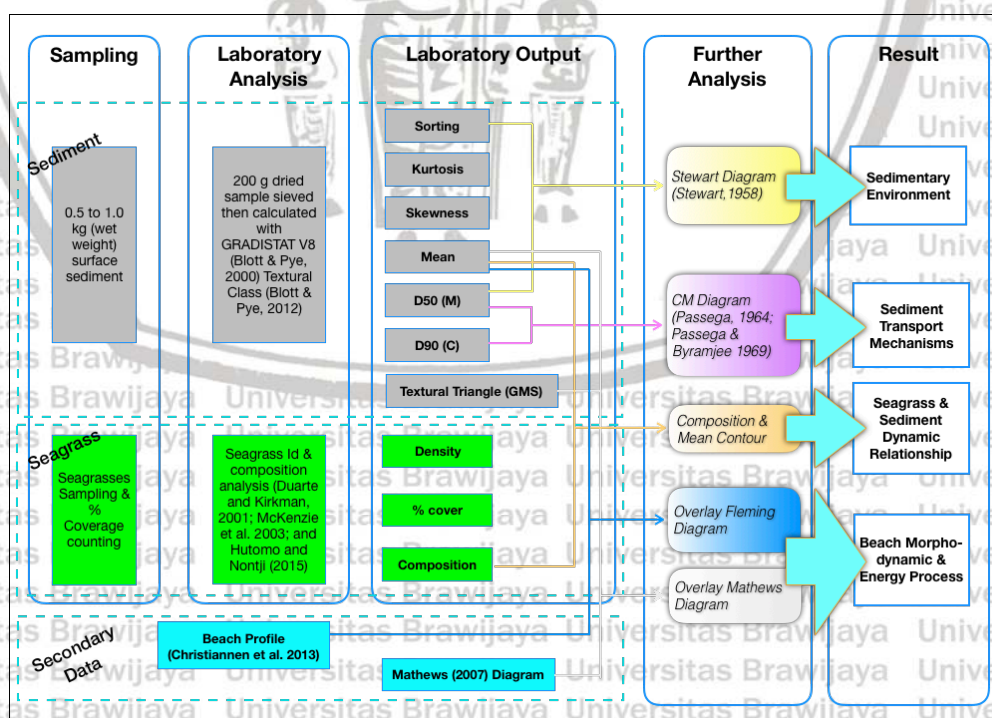 Sampling
Laboratory
Analysis
Laboratory Output
Further
Analysis
Result
Sediment
0.5 to 1.0
kg (wet
weight)
surface
sediment
200 g dried
sample sieved
then calculated
with
GRADISTAT V8
(Blott & Pye,
2000) Textural
Class (Blott &
Pye, 2012)
Sorting
Kurtosis
Skewness
Mean
D50 (M)
D90 (C)
Textural Triangle (GMS)
Stewart Diagram
(Stewart,1958)
Sedimentary
Environment
CM Diagram
(Passega, 1964;
Passega &
Byramjee 1969)
Sediment
Transport
Mechanisms
Composition &
Mean Contour
Seagrass &
Sediment
Dynamic
Relationship
Seagrass
Seagrasses
Sampling &
%
Coverage
counting
Seagrass Id &
composition
analysis (Duarte
and Kirkman,
2001; McKenzie
et al. 2003; and
Hutomo and
Nontji (2015)
Density
% cover
Composition
Overlay Fleming
Diagram
Overlay Mathews
Diagram
Beach Morpho-
dynamic &
Energy Process
Secondary
Data
Beach Profile
(Christiannen et al. 2013)
Mathews (2007) Diagram
Universitas Brawijaya